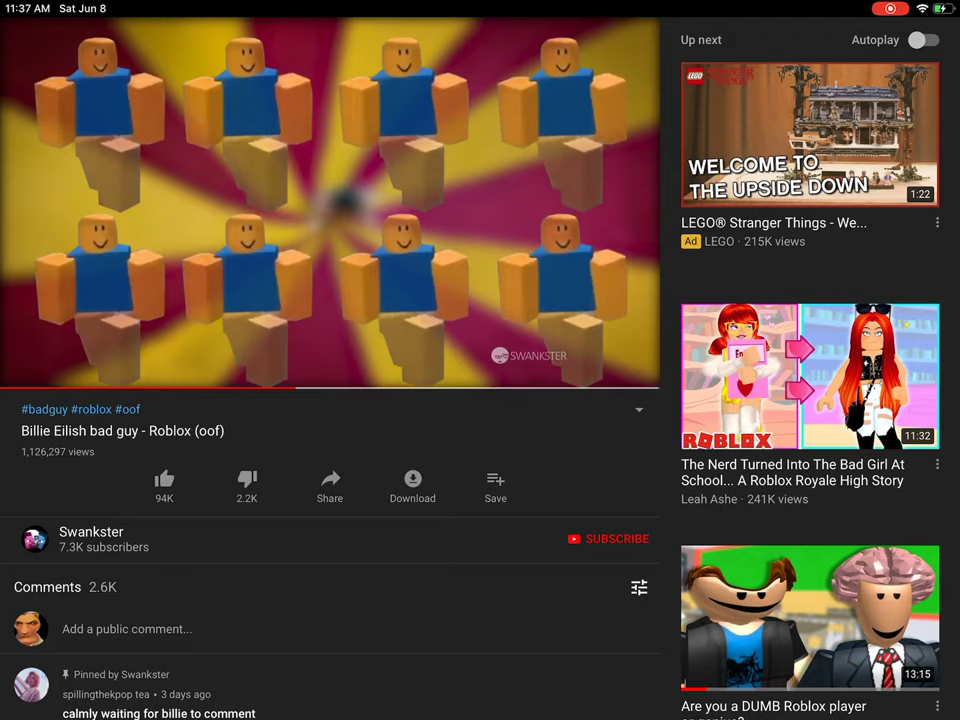 11:37 AM Sat Jun 8
SWANKSTER
#badguy #roblox #oof
Billie Eilish bad guy - Roblox (oof)
1,126,297 views
94K
2.2K
Share
Download
Save
Swankster
7.3K subscribers
SUBSCRIBE
Comments 2.6K
Add a public comment...
Pinned by Swankster
spillingthekpop tea • 3 days ago
calmly waiting for billie to comment
Up next
Autoplay
LEGO
WELCOME TO
THE UPSIDE DOWN
1:22
LEGO® Stranger Things - We...
Ad LEGO · 215K views
En
ROBLOX
11:32
The Nerd Turned Into The Bad Girl At
School... A Roblox Royale High Story
Leah Ashe · 241K views
13:15
Are you a DUMB Roblox player